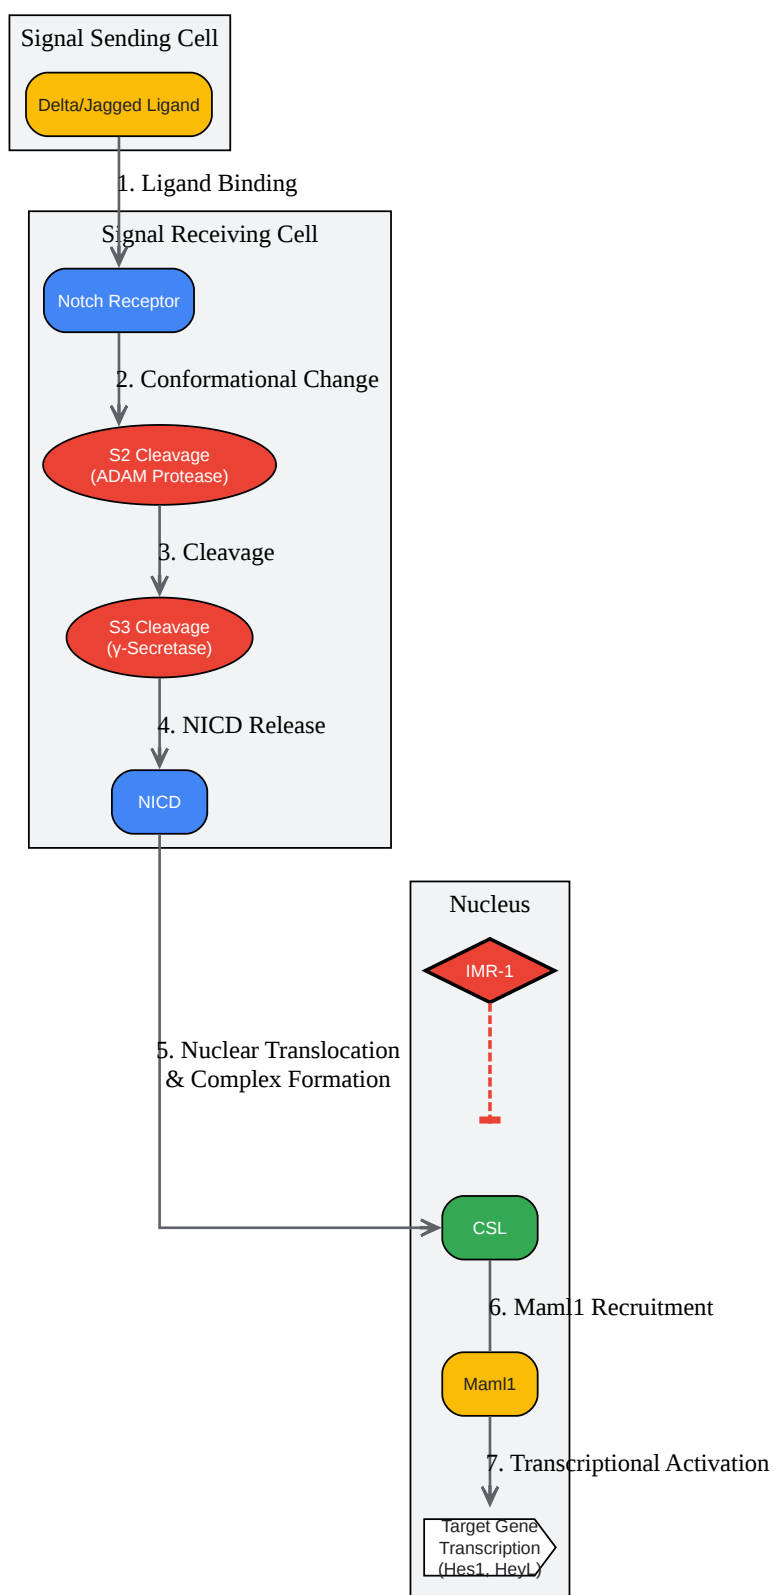 Signal Sending Cell
Delta/Jagged Ligand
1. Ligand Binding
Signal Receiving Cell
Notch Receptor
2. Conformational Change
S2 Cleavage
(ADAM Protease)
3. Cleavage
S3 Cleavage
(γ-Secretase)
4. NICD Release
NICD
Nucleus
IMR-1
5. Nuclear Translocation
& Complex Formation
CSL
6. Maml1 Recruitment
Maml1
7. Transcriptional Activation
Target Gene
Transcription
(Hes1, HeyL)